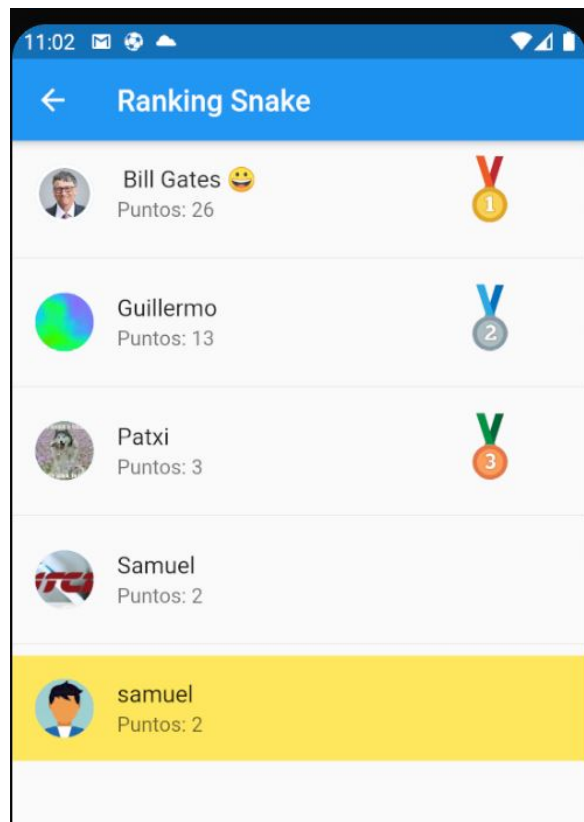 11:02
Ranking Snake
Bill Gates 😀
Puntos: 26
1
Guillermo
Puntos: 13
2
Patxi
Puntos: 3
3
Samuel
Puntos: 2
samuel
Puntos: 2